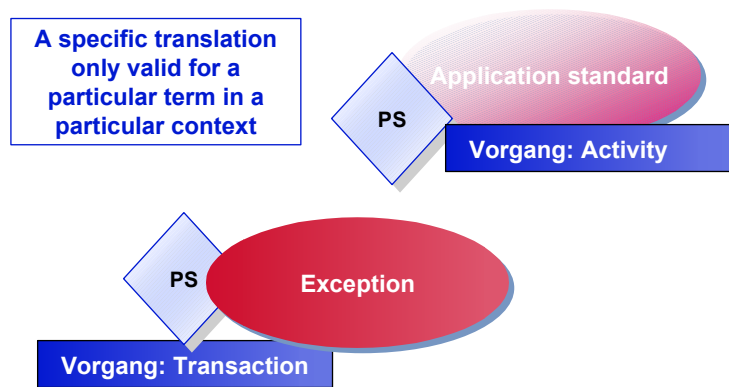 A specific translation
only valid for a
particular term in a
particular context
Application standard
PS
Vorgang: Activity
PS
Exception
Vorgang: Transaction